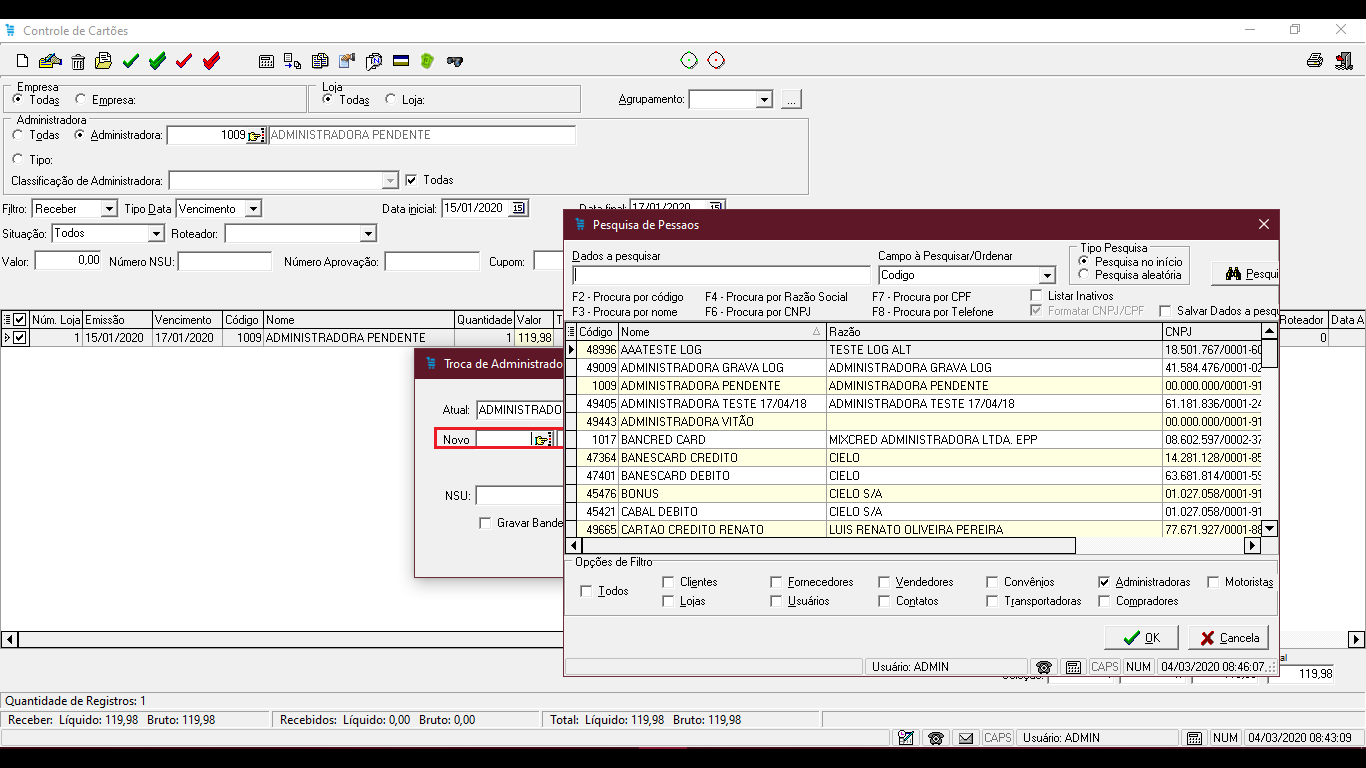 Controle de Cartões
Empresa
Todas Empresa:
Loja
Todas Loja:
Agrupamento: ...
Administradora
Todas Administradora: 1009 ADMINISTRADORA PENDENTE
Tipo:
Classificação de Administradora: Todas
Filtro: Receber Tipo Data Vencimento Data inicial: 15/01/2020 15 Data final: 17/01/2020 15
Situação: Todos Roteador:
Valor: 0,00 Número NSU: Número Aprovação: Cupom:
Núm. Loja Emissão Vencimento Código Nome Quantidade Valor T Roteador Data A
1 15/01/2020 17/01/2020 1009 ADMINISTRADORA PENDENTE 1 119,98 0
Troca de Administrado
Atual: ADMINISTRADO
Novo
NSU:
Gravar Bande
Pesquisa de Pessaos
Dados a pesquisar
Campo à Pesquisar/Ordenar
Codigo
Tipo Pesquisa
Pesquisa no início
Pesquisa aleatória
Pesqui
F2 - Procura por código F4 - Procura por Razão Social F7 - Procura por CPF
F3 - Procura por nome F6 - Procura por CNPJ F8 - Procura por Telefone
Listar Inativos
Formatar CNPJ/CPF Salvar Dados a pesqu
Código Nome Razão CNPJ
48996 AAATESTE LOG TESTE LOG ALT 18.501.767/0001-60
49009 ADMINISTRADORA GRAVA LOG ADMINISTRADORA GRAVA LOG 41.584.476/0001-02
1009 ADMINISTRADORA PENDENTE ADMINISTRADORA PENDENTE 00.000.000/0001-91
49405 ADMINISTRADORA TESTE 17/04/18 ADMINISTRADORA TESTE 17/04/18 61.181.836/0001-24
49443 ADMINISTRADORA VITÃO 00.000.000/0001-91
1017 BANCRED CARD MIXCRED ADMINISTRADORA LTDA. EPP 08.602.597/0002-37
47364 BANESCARD CREDITO CIELO 14.281.128/0001-85
47401 BANESCARD DEBITO CIELO 63.681.814/0001-59
45476 BONUS CIELO S/A 01.027.058/0001-91
45421 CABAL DEBITO CIELO S/A 01.027.058/0001-91
49665 CARTAO CREDITO RENATO LUIS RENATO OLIVEIRA PEREIRA 77.671.927/0001-88
Opções de Filtro
Todos
Clientes Fornecedores Vendedores Convênios Administradoras Motoristas
Lojas Usuários Contatos Transportadoras Compradores
OK Cancela
Usuário: ADMIN CAPS NUM 04/03/2020 08:46:07
al
119,98
Quantidade de Registros: 1
Receber: Líquido: 119,98 Bruto: 119,98 Recebidos: Líquido: 0,00 Bruto: 0,00 Total: Líquido: 119,98 Bruto: 119,98
CAPS Usuário: ADMIN NUM 04/03/2020 08:43:09